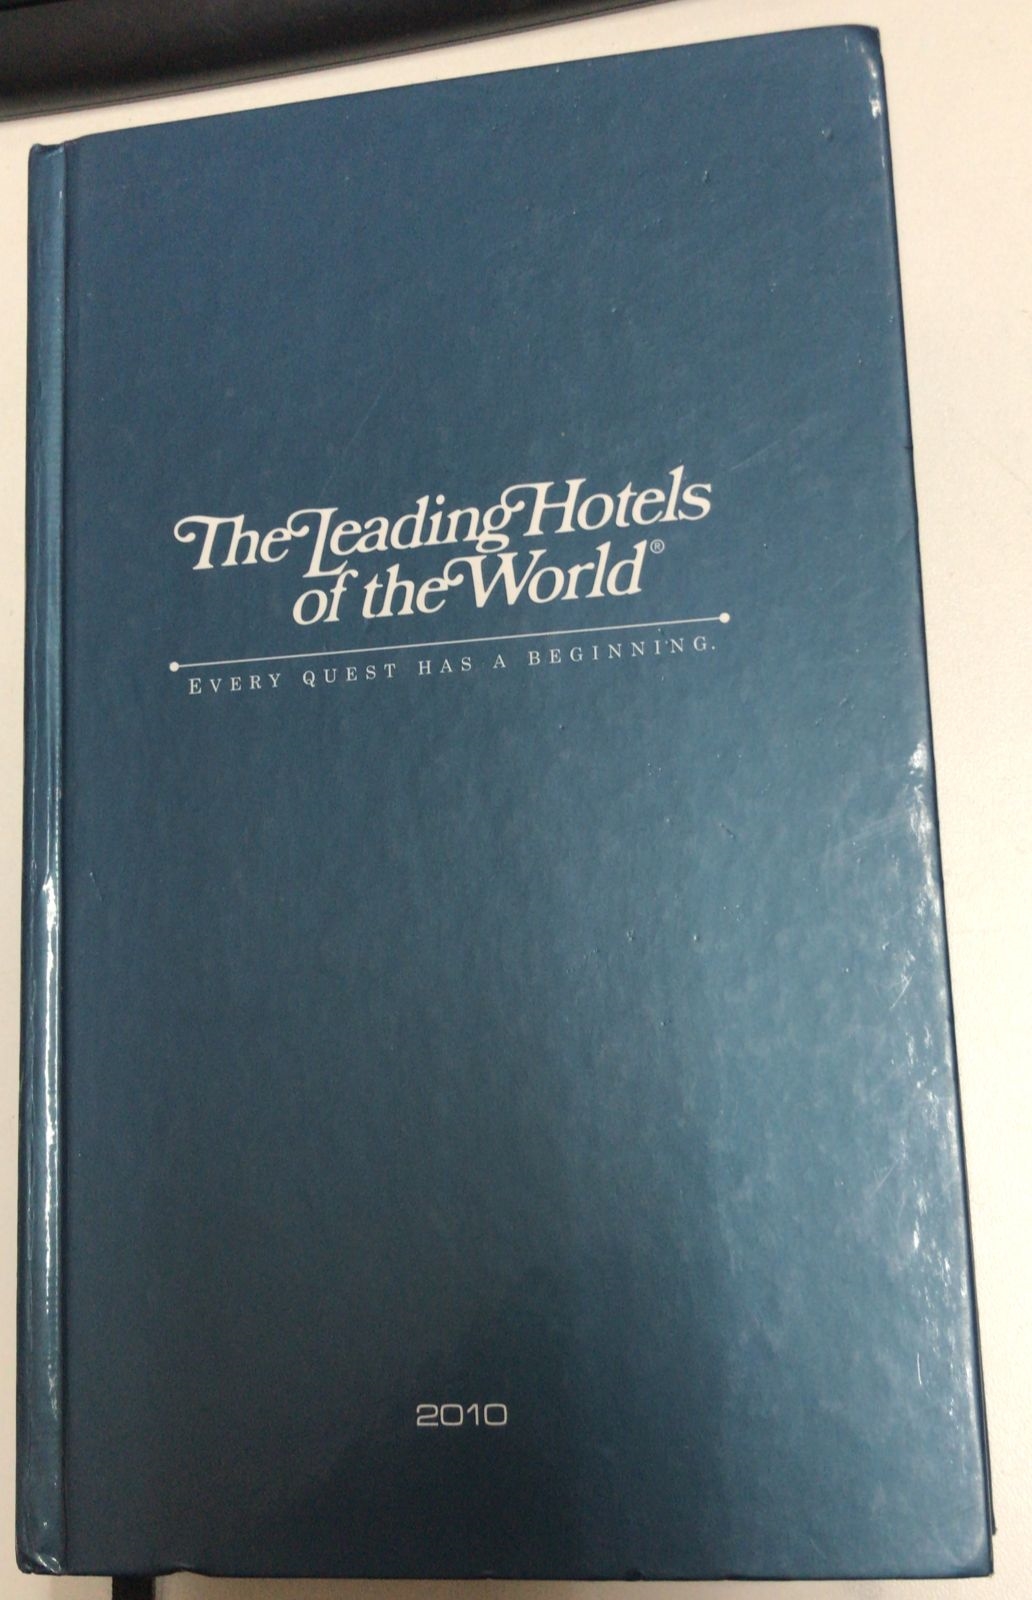 The Leading Hotels
of the World®
EVERY QUEST HAS A BEGINNING.
2010